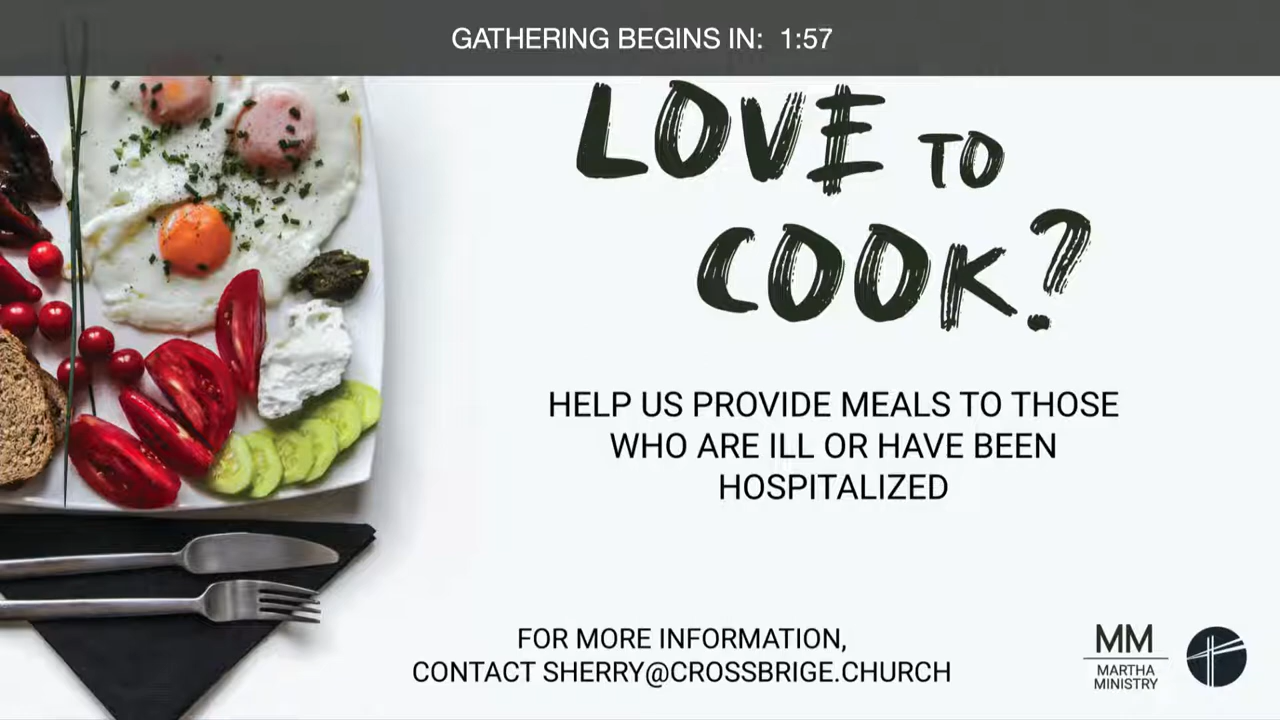 GATHERING BEGINS IN: 1:57
LOVE TO
COOK?
HELP US PROVIDE MEALS TO THOSE
WHO ARE ILL OR HAVE BEEN
HOSPITALIZED
FOR MORE INFORMATION,
CONTACT SHERRY@CROSSBRIGE.CHURCH
MM
MARTHA
MINISTRY